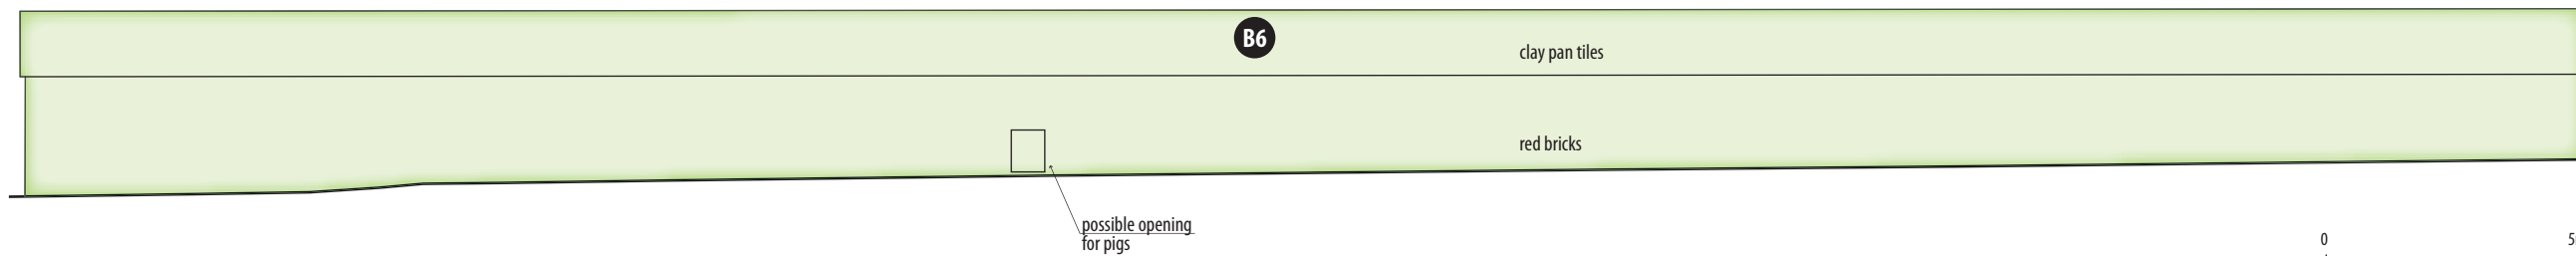 B6
clay pan tiles
red bricks
possible opening
for pigs
0
5